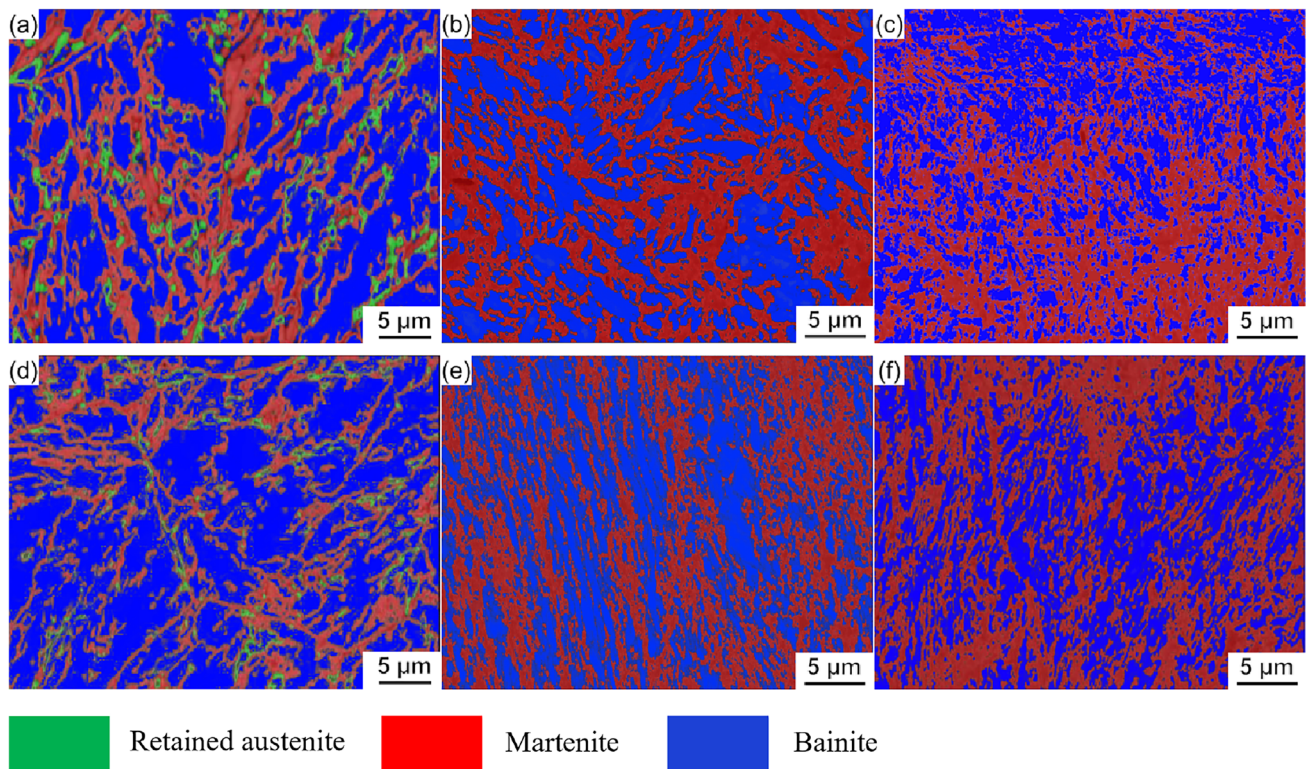 (a)
(b)
(c)
5 μm
5 μm
5 μm
(d)
(e)
(f)
5 μm
5 μm
5 μm
Retained austenite
Martenite
Bainite